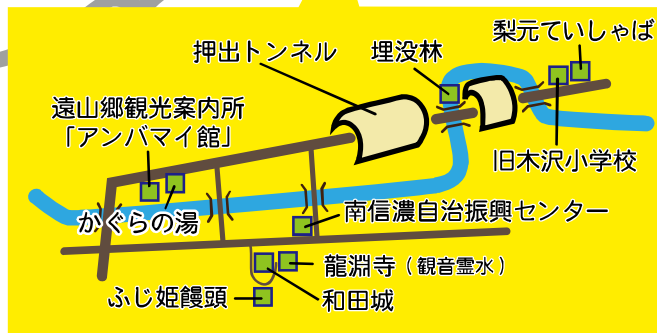 梨元ていしゃば
押出トンネル
埋没林
遠山郷観光案内所
「アンバマイ館」
旧木沢小学校
かぐらの湯
南信濃自治振興センター
龍淵寺（観音霊水）
ふじ姫饅頭
和田城